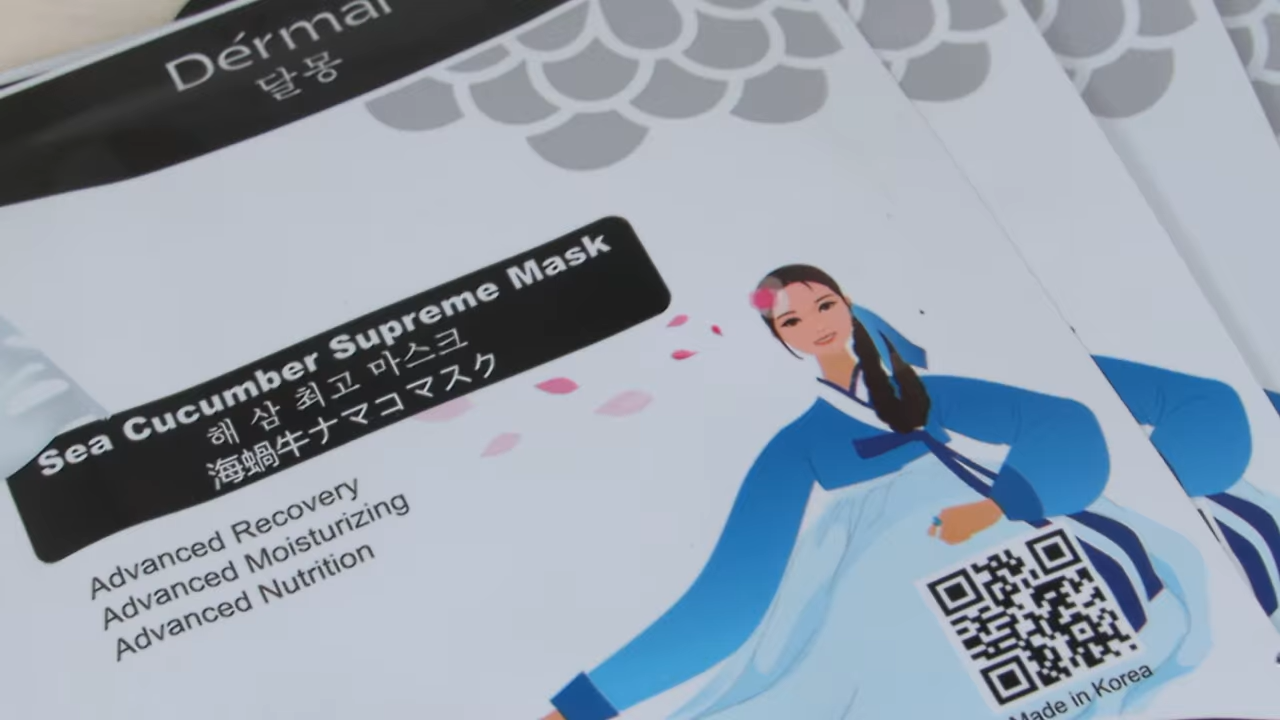 Dérmal
달몽
Sea Cucumber Supreme Mask
해 삼 최고 마스크
海蝸牛ナマコマスク
Advanced Recovery
Advanced Moisturizing
Advanced Nutrition
Made in Korea